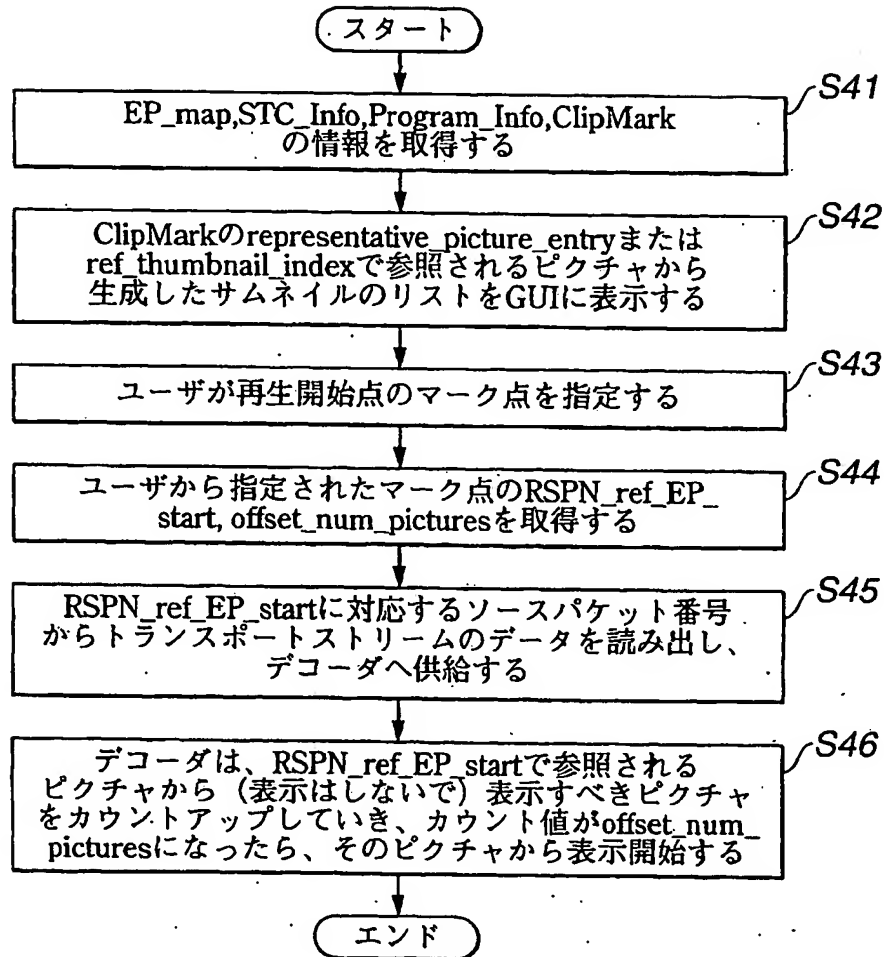 スタート
S41
EP_map,STC_Info,Program_Info,ClipMark
の情報を取得する
S42
ClipMarkのrepresentative_picture_entryまたは
ref_thumbnail_indexで参照されるピクチャから
生成したサムネイルのリストをGUIに表示する
S43
ユーザが再生開始点のマーク点を指定する
S44
ユーザから指定されたマーク点のRSPN_ref_EP_
start, offset_num_picturesを取得する
S45
RSPN_ref_EP_startに対応するソースパケット番号
からトランスポートストリームのデータを読み出し、
デコーダへ供給する
S46
デコーダは、RSPN_ref_EP_startで参照される
ピクチャから（表示はしないで）表示すべきピクチャ
をカウントアップしていき、カウント値がoffset_num_
picturesになったら、そのピクチャから表示開始する
エンド